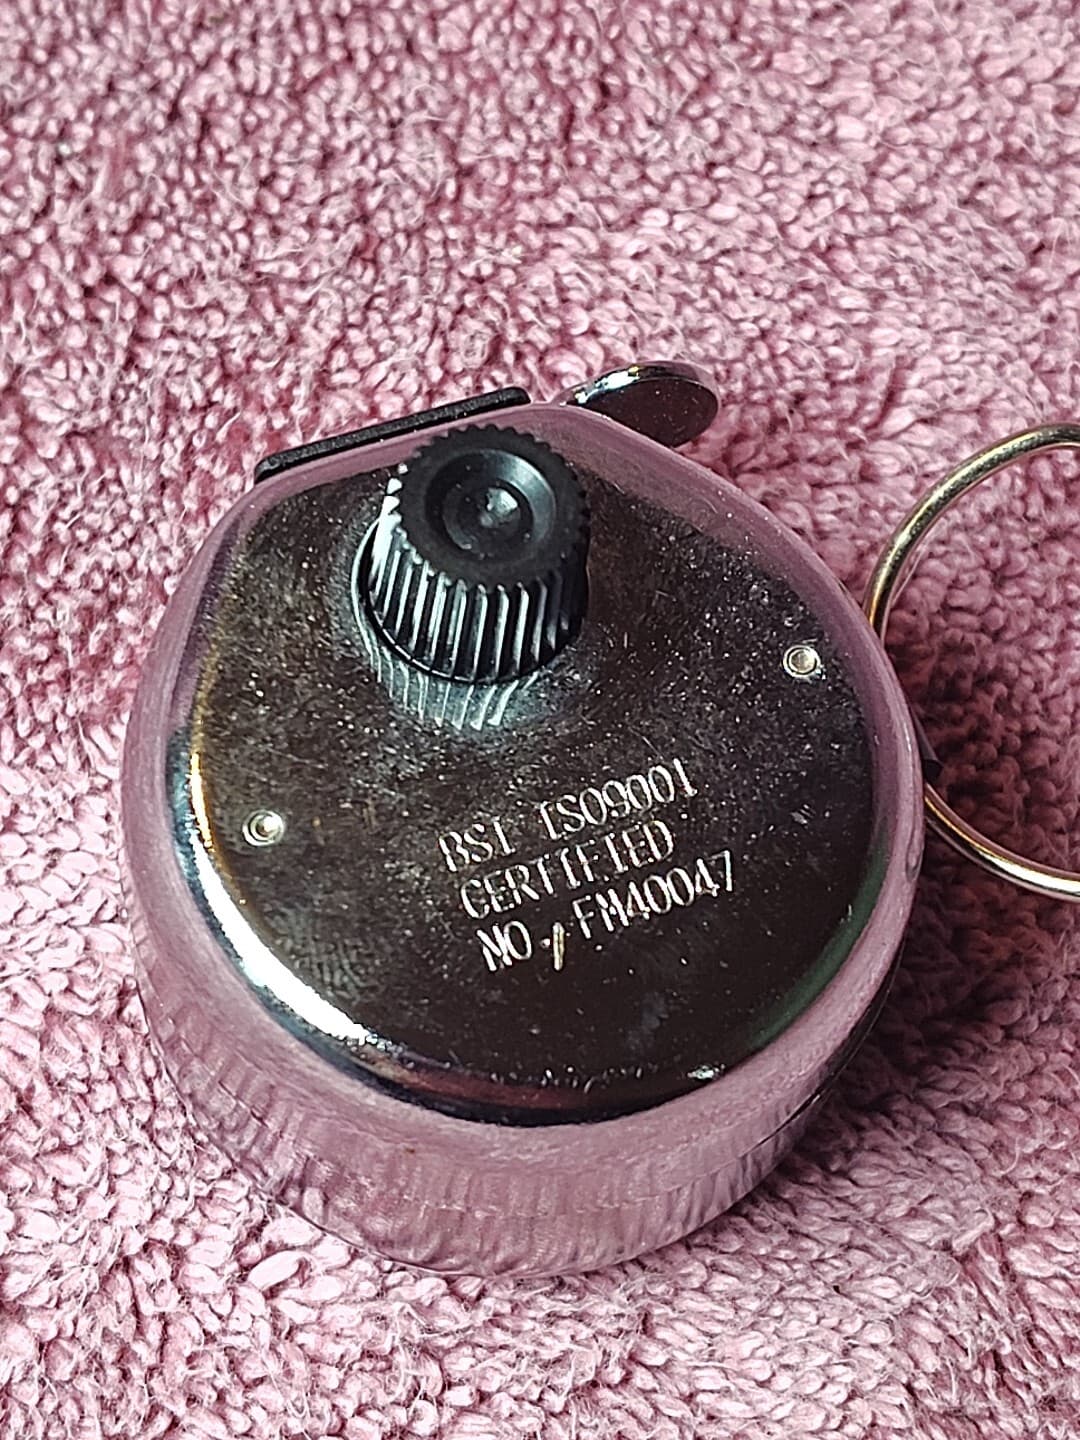 BSI ISO9001
CERTIFIED
NO. FM40047